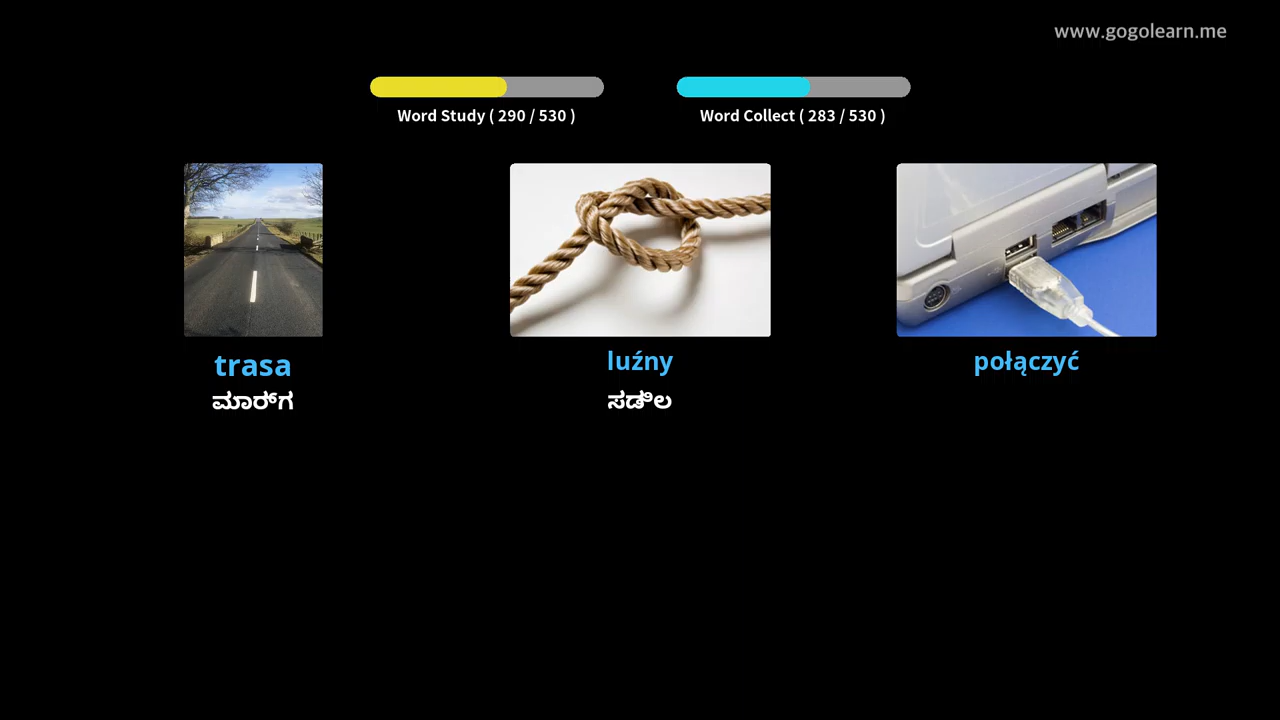 www.gogolearn.me
Word Study ( 290 / 530 )
Word Collect ( 283 / 530 )
trasa
ಮಾರ್ಗ
luźny
ಸಡಿಲ
połączyć